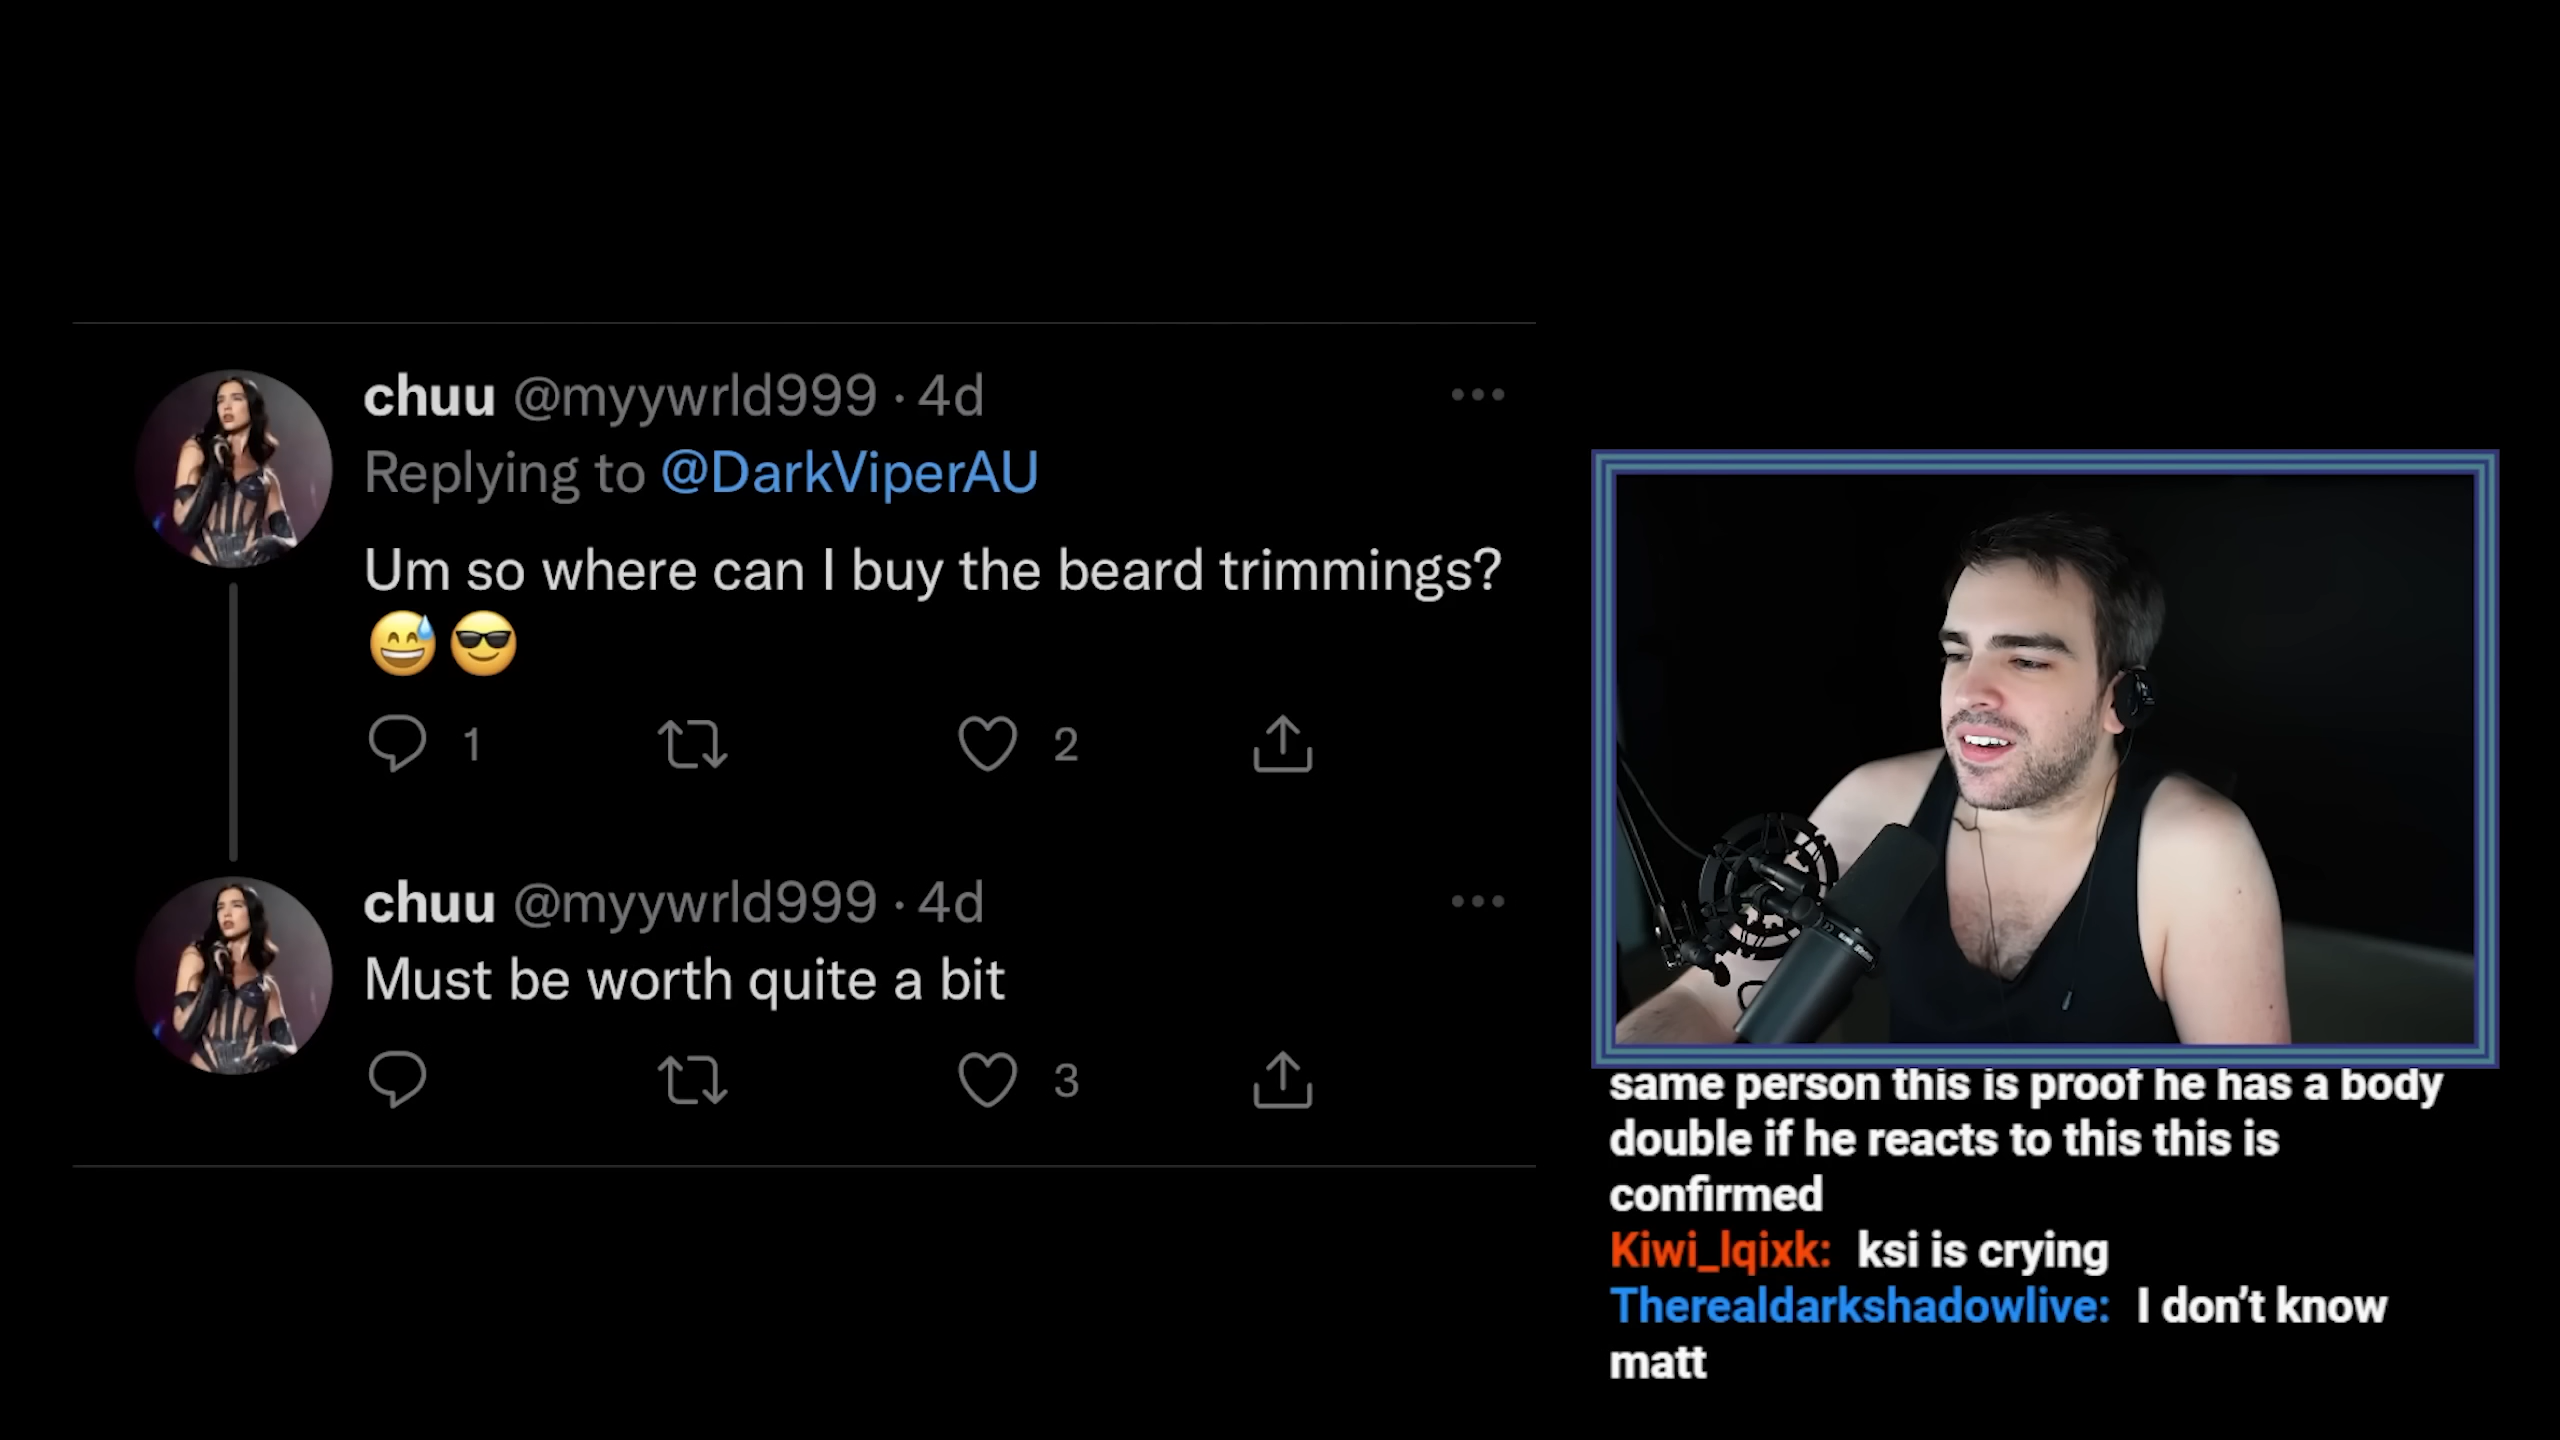 chuu @myywrld999 · 4d
Replying to @DarkViperAU
Um so where can I buy the beard trimmings?
😅😎
1 2
chuu @myywrld999 · 4d
Must be worth quite a bit
3
same person this is proof he has a body
double if he reacts to this this is
confirmed
Kiwi_lqixk: ksi is crying
Therealdarkshadowlive: I don’t know
matt